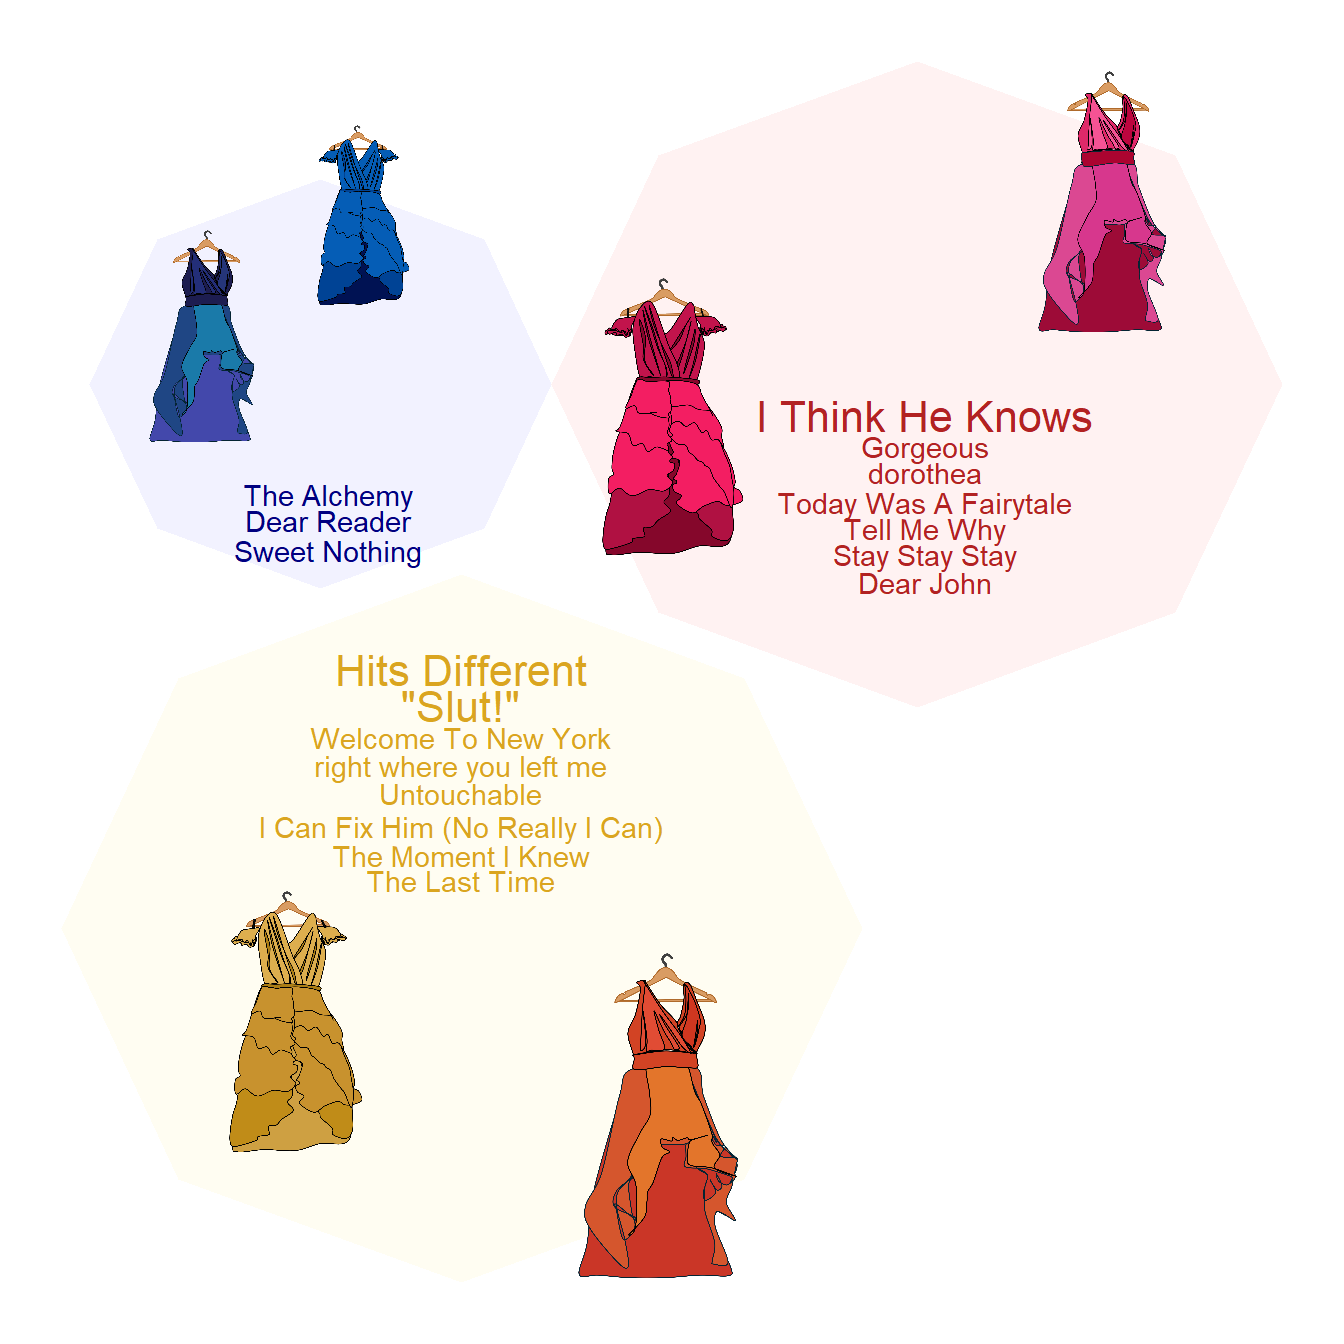 The Alchemy
Dear Reader
Sweet Nothing
I Think He Knows
Gorgeous
dorothea
Today Was A Fairytale
Tell Me Why
Stay Stay Stay
Dear John
Hits Different
"Slut!"
Welcome To New York
right where you left me
Untouchable
I Can Fix Him (No Really I Can)
The Moment I Knew
The Last Time